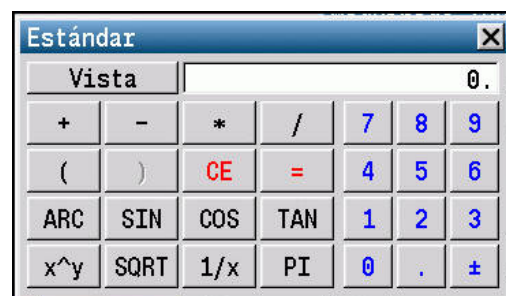 Estándar
Vista 0.
+ - * / 7 8 9
( ) CE = 4 5 6
ARC SIN COS TAN 1 2 3
x^y SQRT 1/x PI 0 . ±